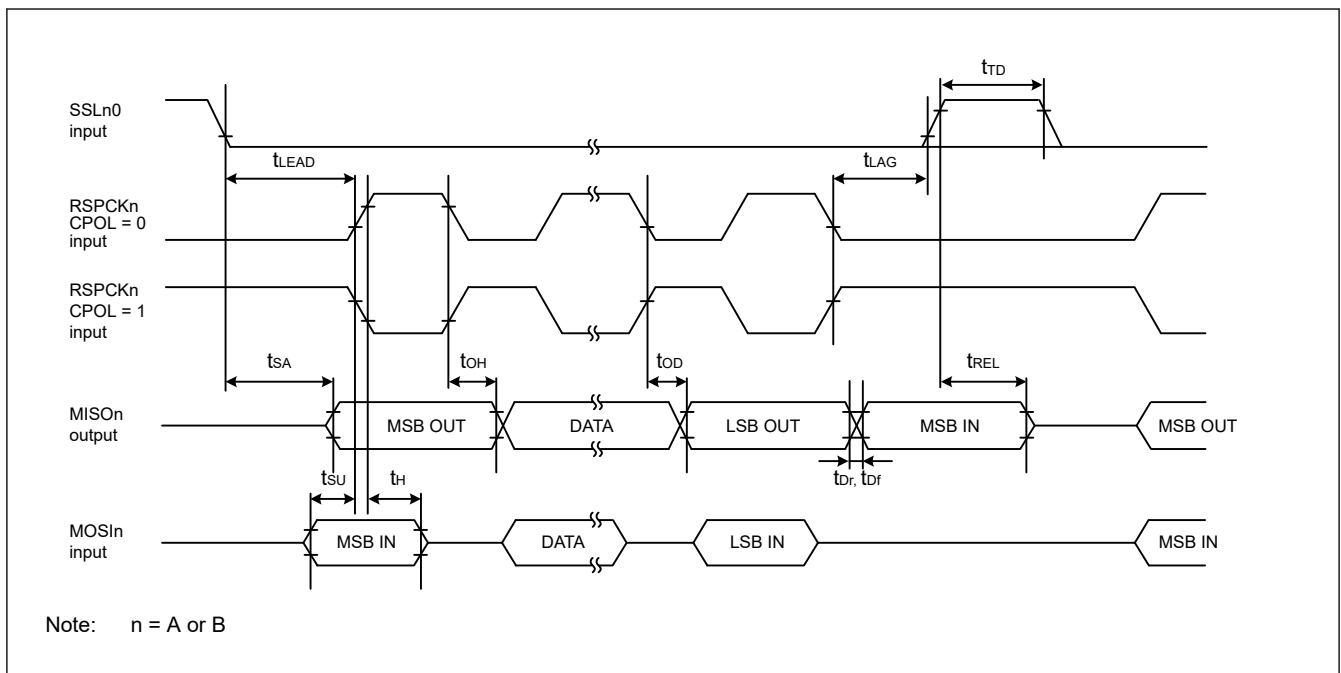 tTD
SSLn0
input
tLEAD
tLAG
RSPCKn
CPOL = 0
input
RSPCKn
CPOL = 1
input
tSA
tOH
tOD
tREL
MISOn
output
MSB OUT
DATA
LSB OUT
MSB IN
MSB OUT
tSU
tH
tDr, tDf
MOSIn
input
MSB IN
DATA
LSB IN
MSB IN
Note: n = A or B